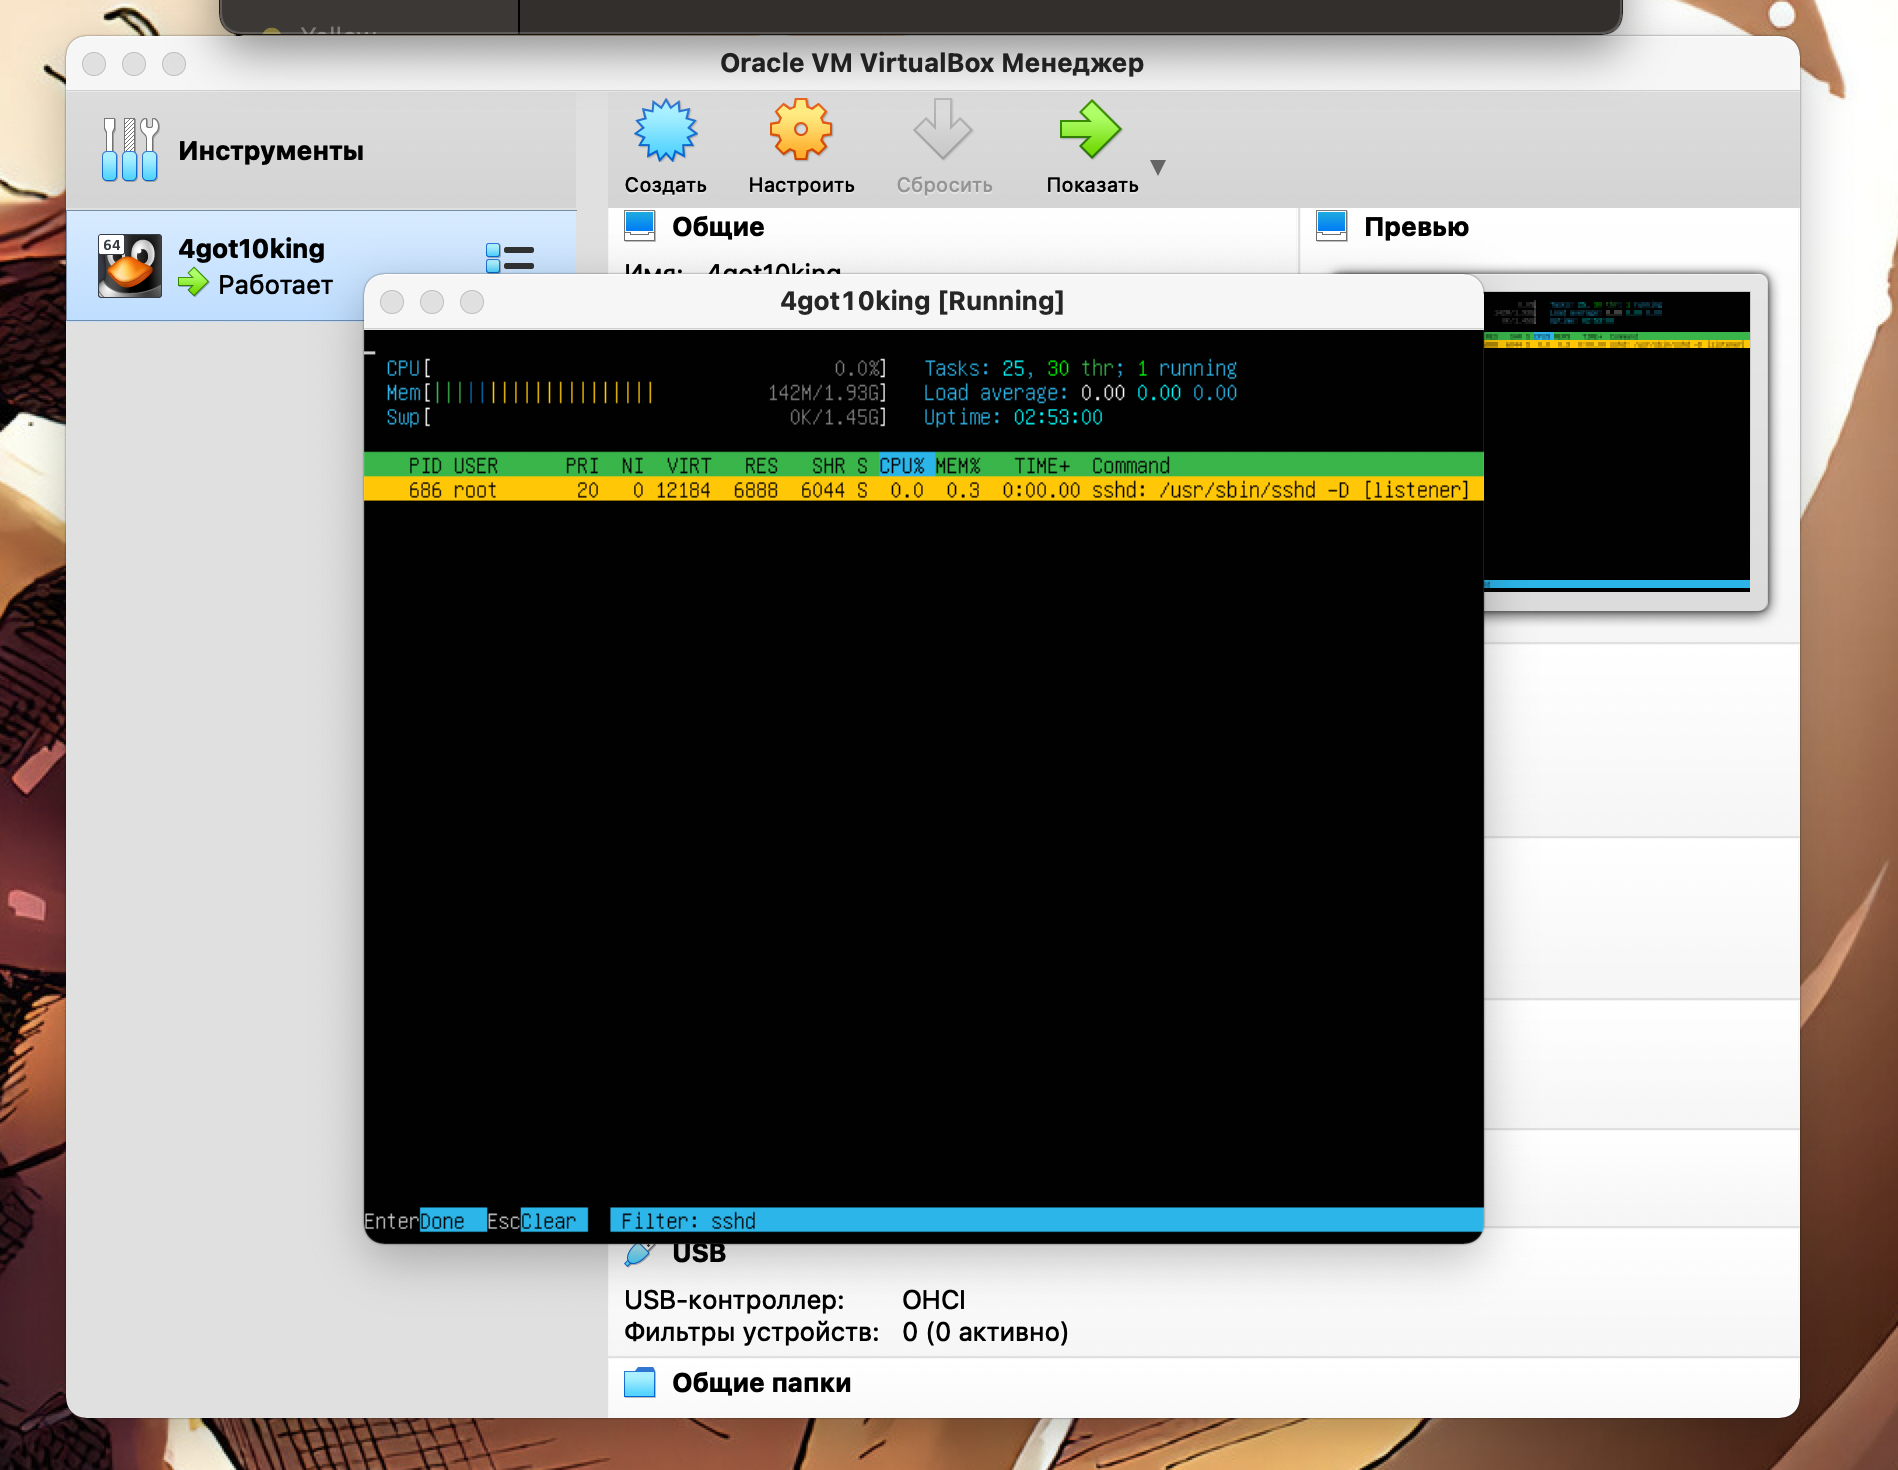 Yellow
Oracle VM VirtualBox Менеджер
Инструменты
Создать
Настроить
Сбросить
Показать
64
4got10king
Работает
Общие
Имя: 4got10king
Превью
4got10king [Running]
CPU[ 0.0%] Tasks: 25, 30 thr; 1 running
Mem[||||||||||||||||||||142M/1.93G] Load average: 0.00 0.00 0.00
Swp[ 0K/1.45G] Uptime: 02:53:00
PID USER PRI NI VIRT RES SHR S CPU% MEM% TIME+ Command
686 root 20 0 12184 6888 6044 S 0.0 0.3 0:00.00 sshd: /usr/sbin/sshd -D [listener]
EnterDone EscClear Filter: sshd
USB
USB-контроллер: OHCI
Фильтры устройств: 0 (0 активно)
Общие папки